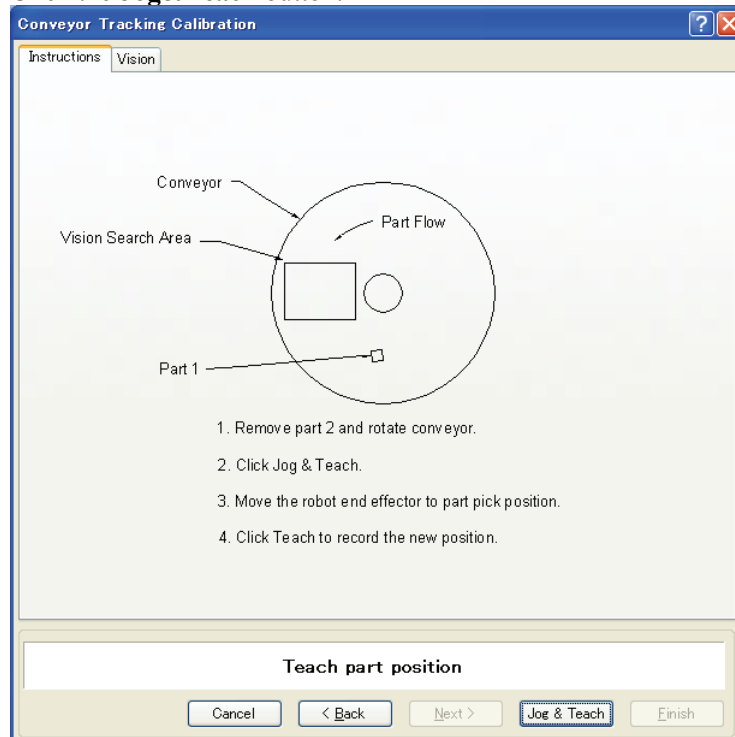 Conveyor Tracking Calibration
Instructions Vision
Conveyor
Part Flow
Vision Search Area
Part 1
1. Remove part 2 and rotate conveyor.
2. Click Jog & Teach.
3. Move the robot end effector to part pick position.
4. Click Teach to record the new position.
Teach part position
Cancel < Back Next > Jog & Teach Finish